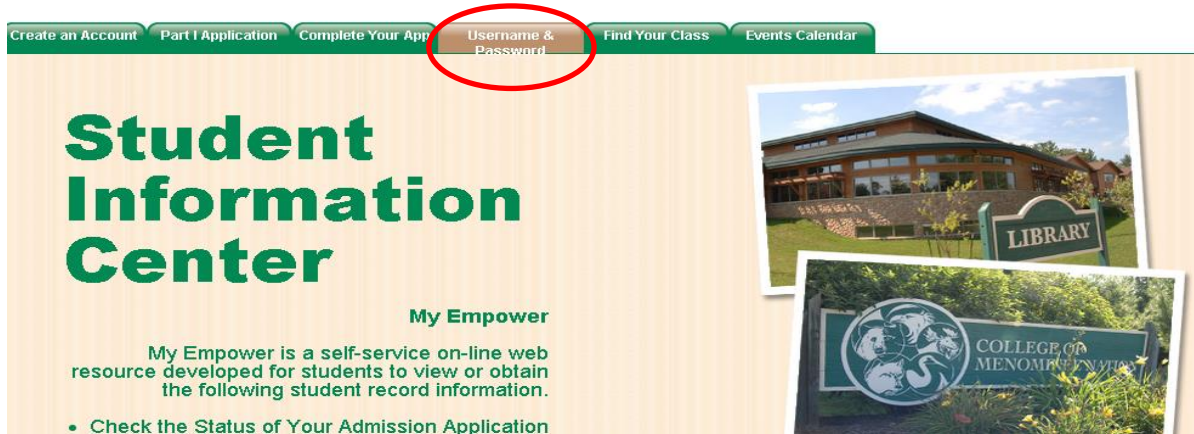 Create an Account
Part I Application
Complete Your App
Username &
Password
Find Your Class
Events Calendar
Student
Information
Center
My Empower
My Empower is a self-service on-line web
resource developed for students to view or obtain
the following student record information.
• Check the Status of Your Admission Application
LIBRARY
COLLEGE OF
MENOMINEE NATION